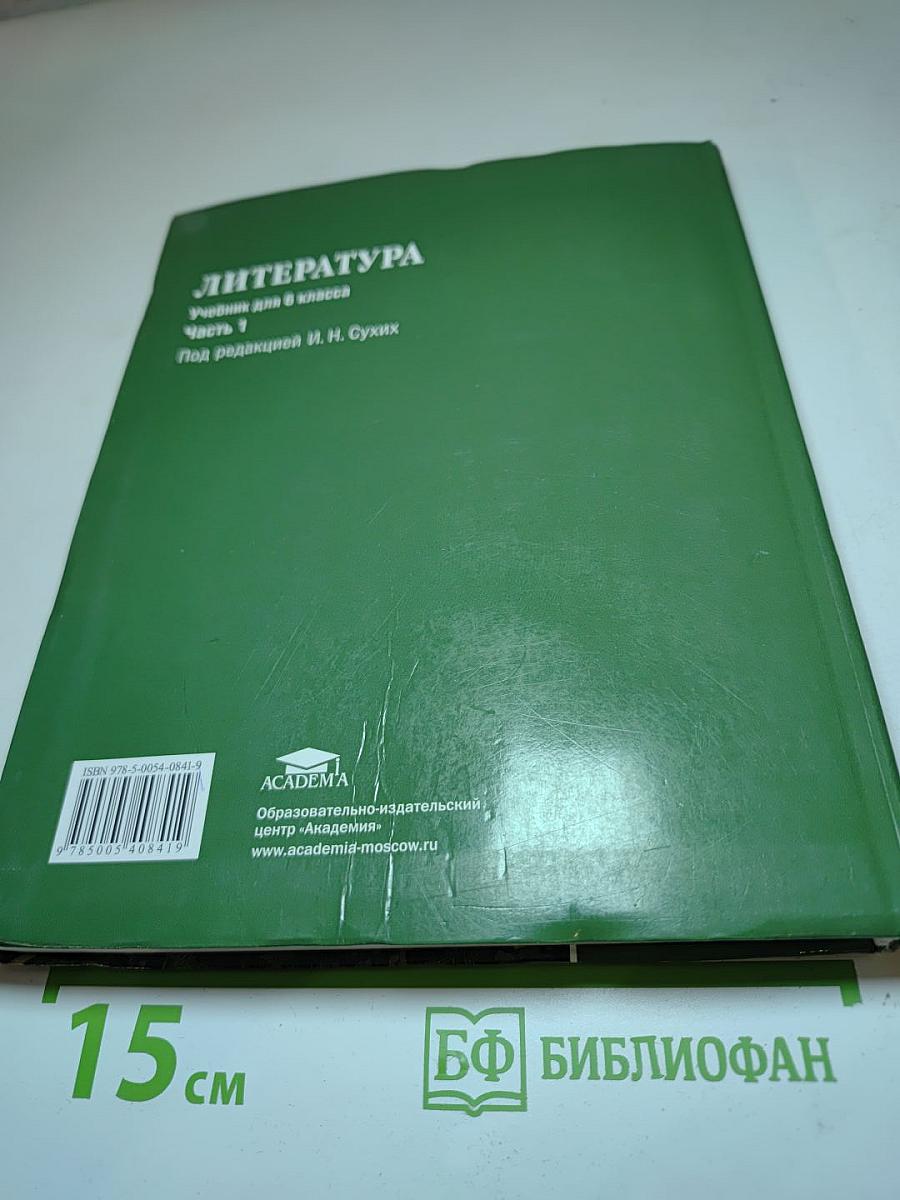 ЛИТЕРАТУРА
Учебник для 6 класса
Часть 1
Под редакцией И. Н. Сухих
ISBN 978-5-0054-0841-9
9 785005 408419
ACADEMA
Образовательно-издательский
центр «Академия»
www.academia-moscow.ru
15 см
БФ БИБЛИОФАН